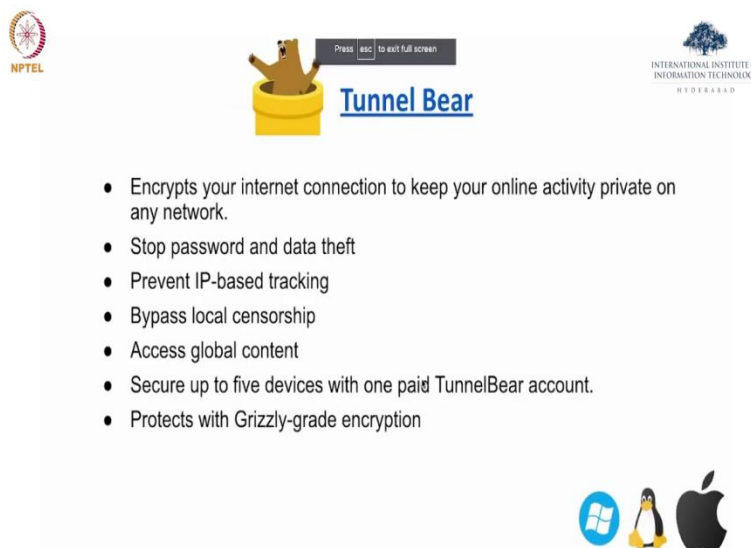 NPTEL
Press esc to exit full screen
INTERNATIONAL INSTITUTE
INFORMATION TECHNOLOG
HYDERABAD
Tunnel Bear
● Encrypts your internet connection to keep your online activity private on
any network.
● Stop password and data theft
● Prevent IP-based tracking
● Bypass local censorship
● Access global content
● Secure up to five devices with one paid TunnelBear account.
● Protects with Grizzly-grade encryption